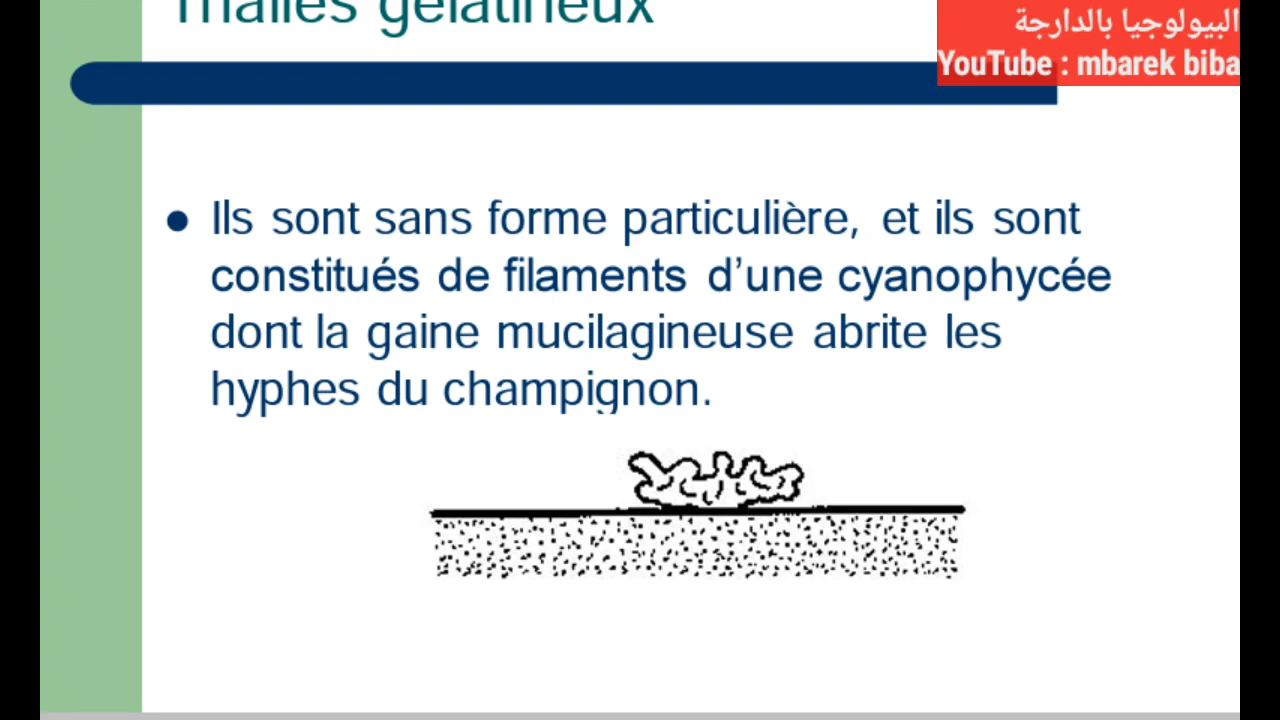 Thalles gélatineux
البيولوجيا بالدارجة
YouTube : mbarek biba
Ils sont sans forme particulière, et ils sont
constitués de filaments d’une cyanophycée
dont la gaine mucilagineuse abrite les
hyphes du champignon.